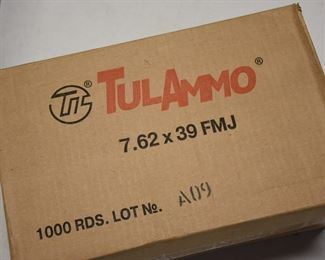 TULAMMO®
7.62 x 39 FMJ
1000 RDS. LOT No. A09